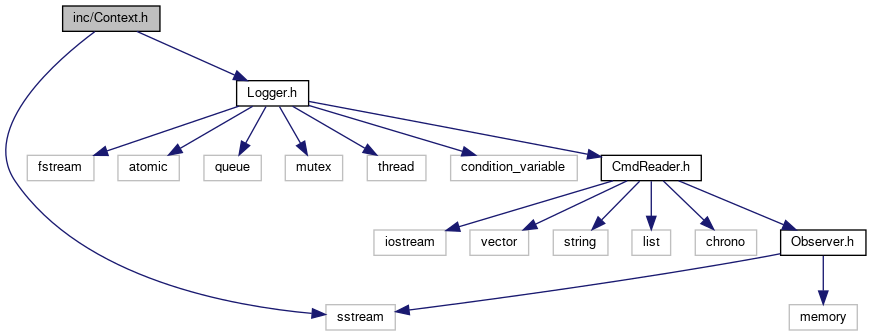 inc/Context.h
Logger.h
fstream
atomic
queue
mutex
thread
condition_variable
CmdReader.h
iostream
vector
string
list
chrono
Observer.h
sstream
memory